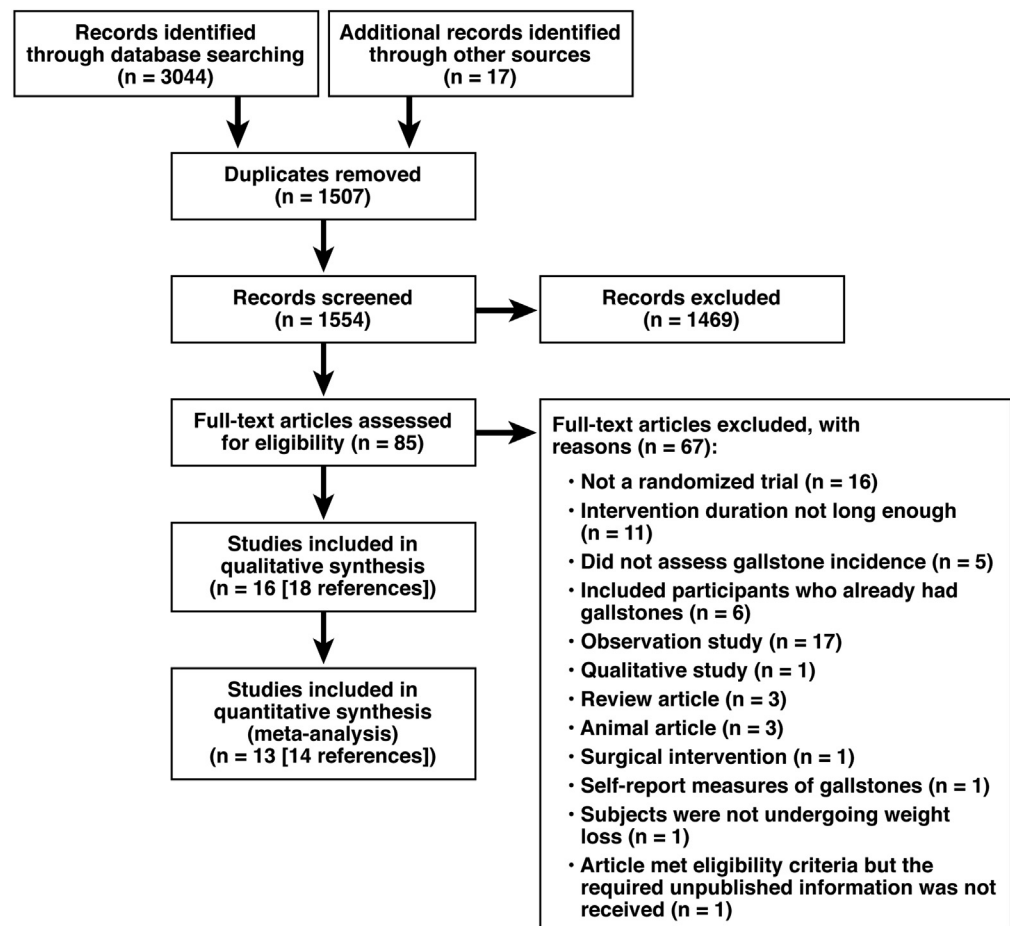 Records identified
through database searching
(n = 3044)
Additional records identified
through other sources
(n = 17)
Duplicates removed
(n = 1507)
Records screened
(n = 1554)
Records excluded
(n = 1469)
Full-text articles assessed
for eligibility (n = 85)
Full-text articles excluded, with
reasons (n = 67):
· Not a randomized trial (n = 16)
· Intervention duration not long enough
(n = 11)
· Did not assess gallstone incidence (n = 5)
· Included participants who already had
gallstones (n = 6)
· Observation study (n = 17)
· Qualitative study (n = 1)
· Review article (n = 3)
· Animal article (n = 3)
· Surgical intervention (n = 1)
· Self-report measures of gallstones (n = 1)
· Subjects were not undergoing weight
loss (n = 1)
· Article met eligibility criteria but the
required unpublished information was not
received (n = 1)
Studies included in
qualitative synthesis
(n = 16 [18 references])
Studies included in
quantitative synthesis
(meta-analysis)
(n = 13 [14 references])